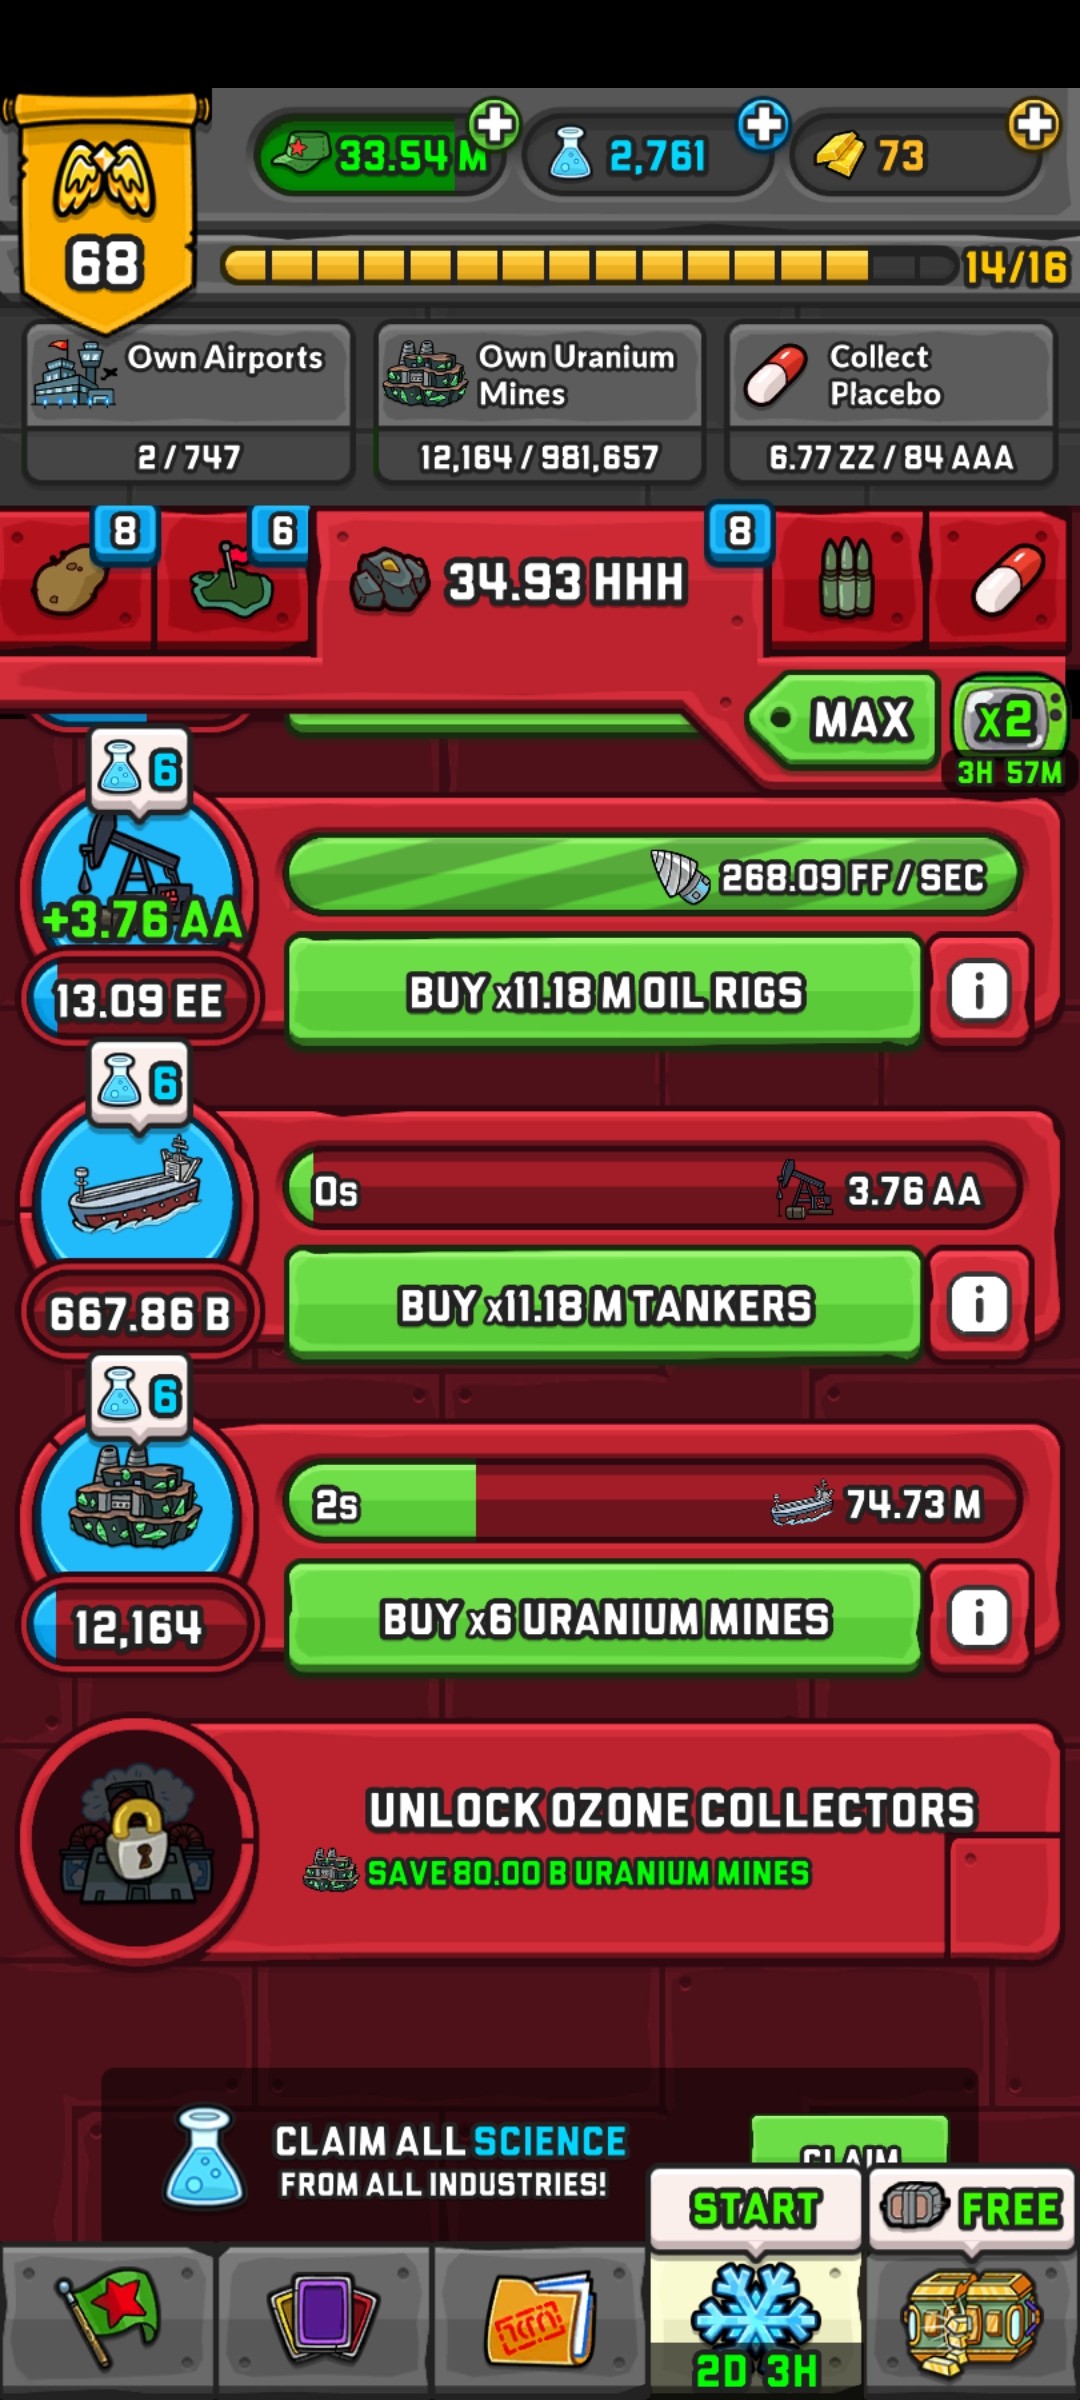 33.54 M
2,761
73
68
14/16
Own Airports
2 / 747
Own Uranium
Mines
12,164 / 981,657
Collect
Placebo
6.77 ZZ / 84 AAA
8
6
34.93 HHH
8
MAX
x2
3H 57M
6
+3.76 AA
13.09 EE
268.09 FF / SEC
BUY x11.18 M OIL RIGS
i
6
667.86 B
0s
3.76 AA
BUY x11.18 M TANKERS
i
6
12,164
2s
74.73 M
BUY x6 URANIUM MINES
i
UNLOCK OZONE COLLECTORS
SAVE 80.00 B URANIUM MINES
CLAIM ALL SCIENCE
FROM ALL INDUSTRIES!
CLAIM
START
FREE
2D 3H